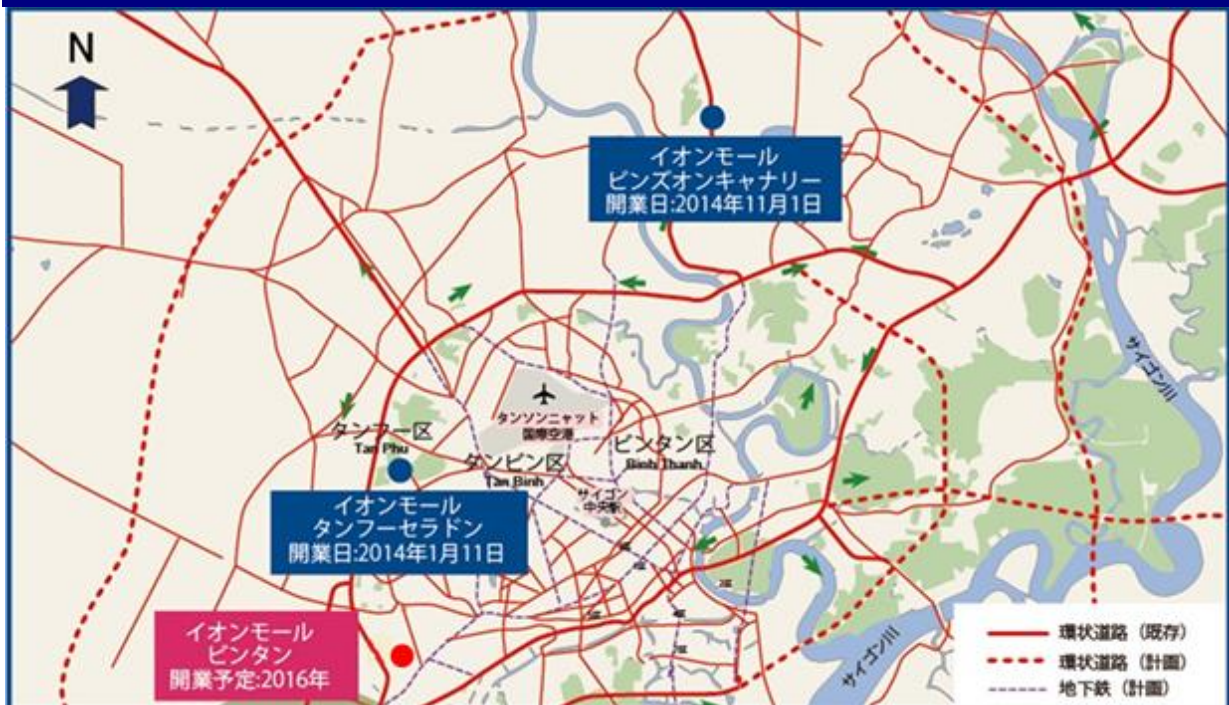 N
イオンモール
ビンズオンキャナリー
開業日:2014年11月1日
サイゴン川
タンソンニャット
国際空港
タンフー区
Tan Phu
タンビン区
Tan Binh
ビンタン区
Binh Thanh
サイゴン
中央駅
イオンモール
タンフーセラドン
開業日:2014年1月11日
イオンモール
ビンタン
開業予定:2016年
サイゴン川
環状道路（既存）
環状道路（計画）
地下鉄（計画）